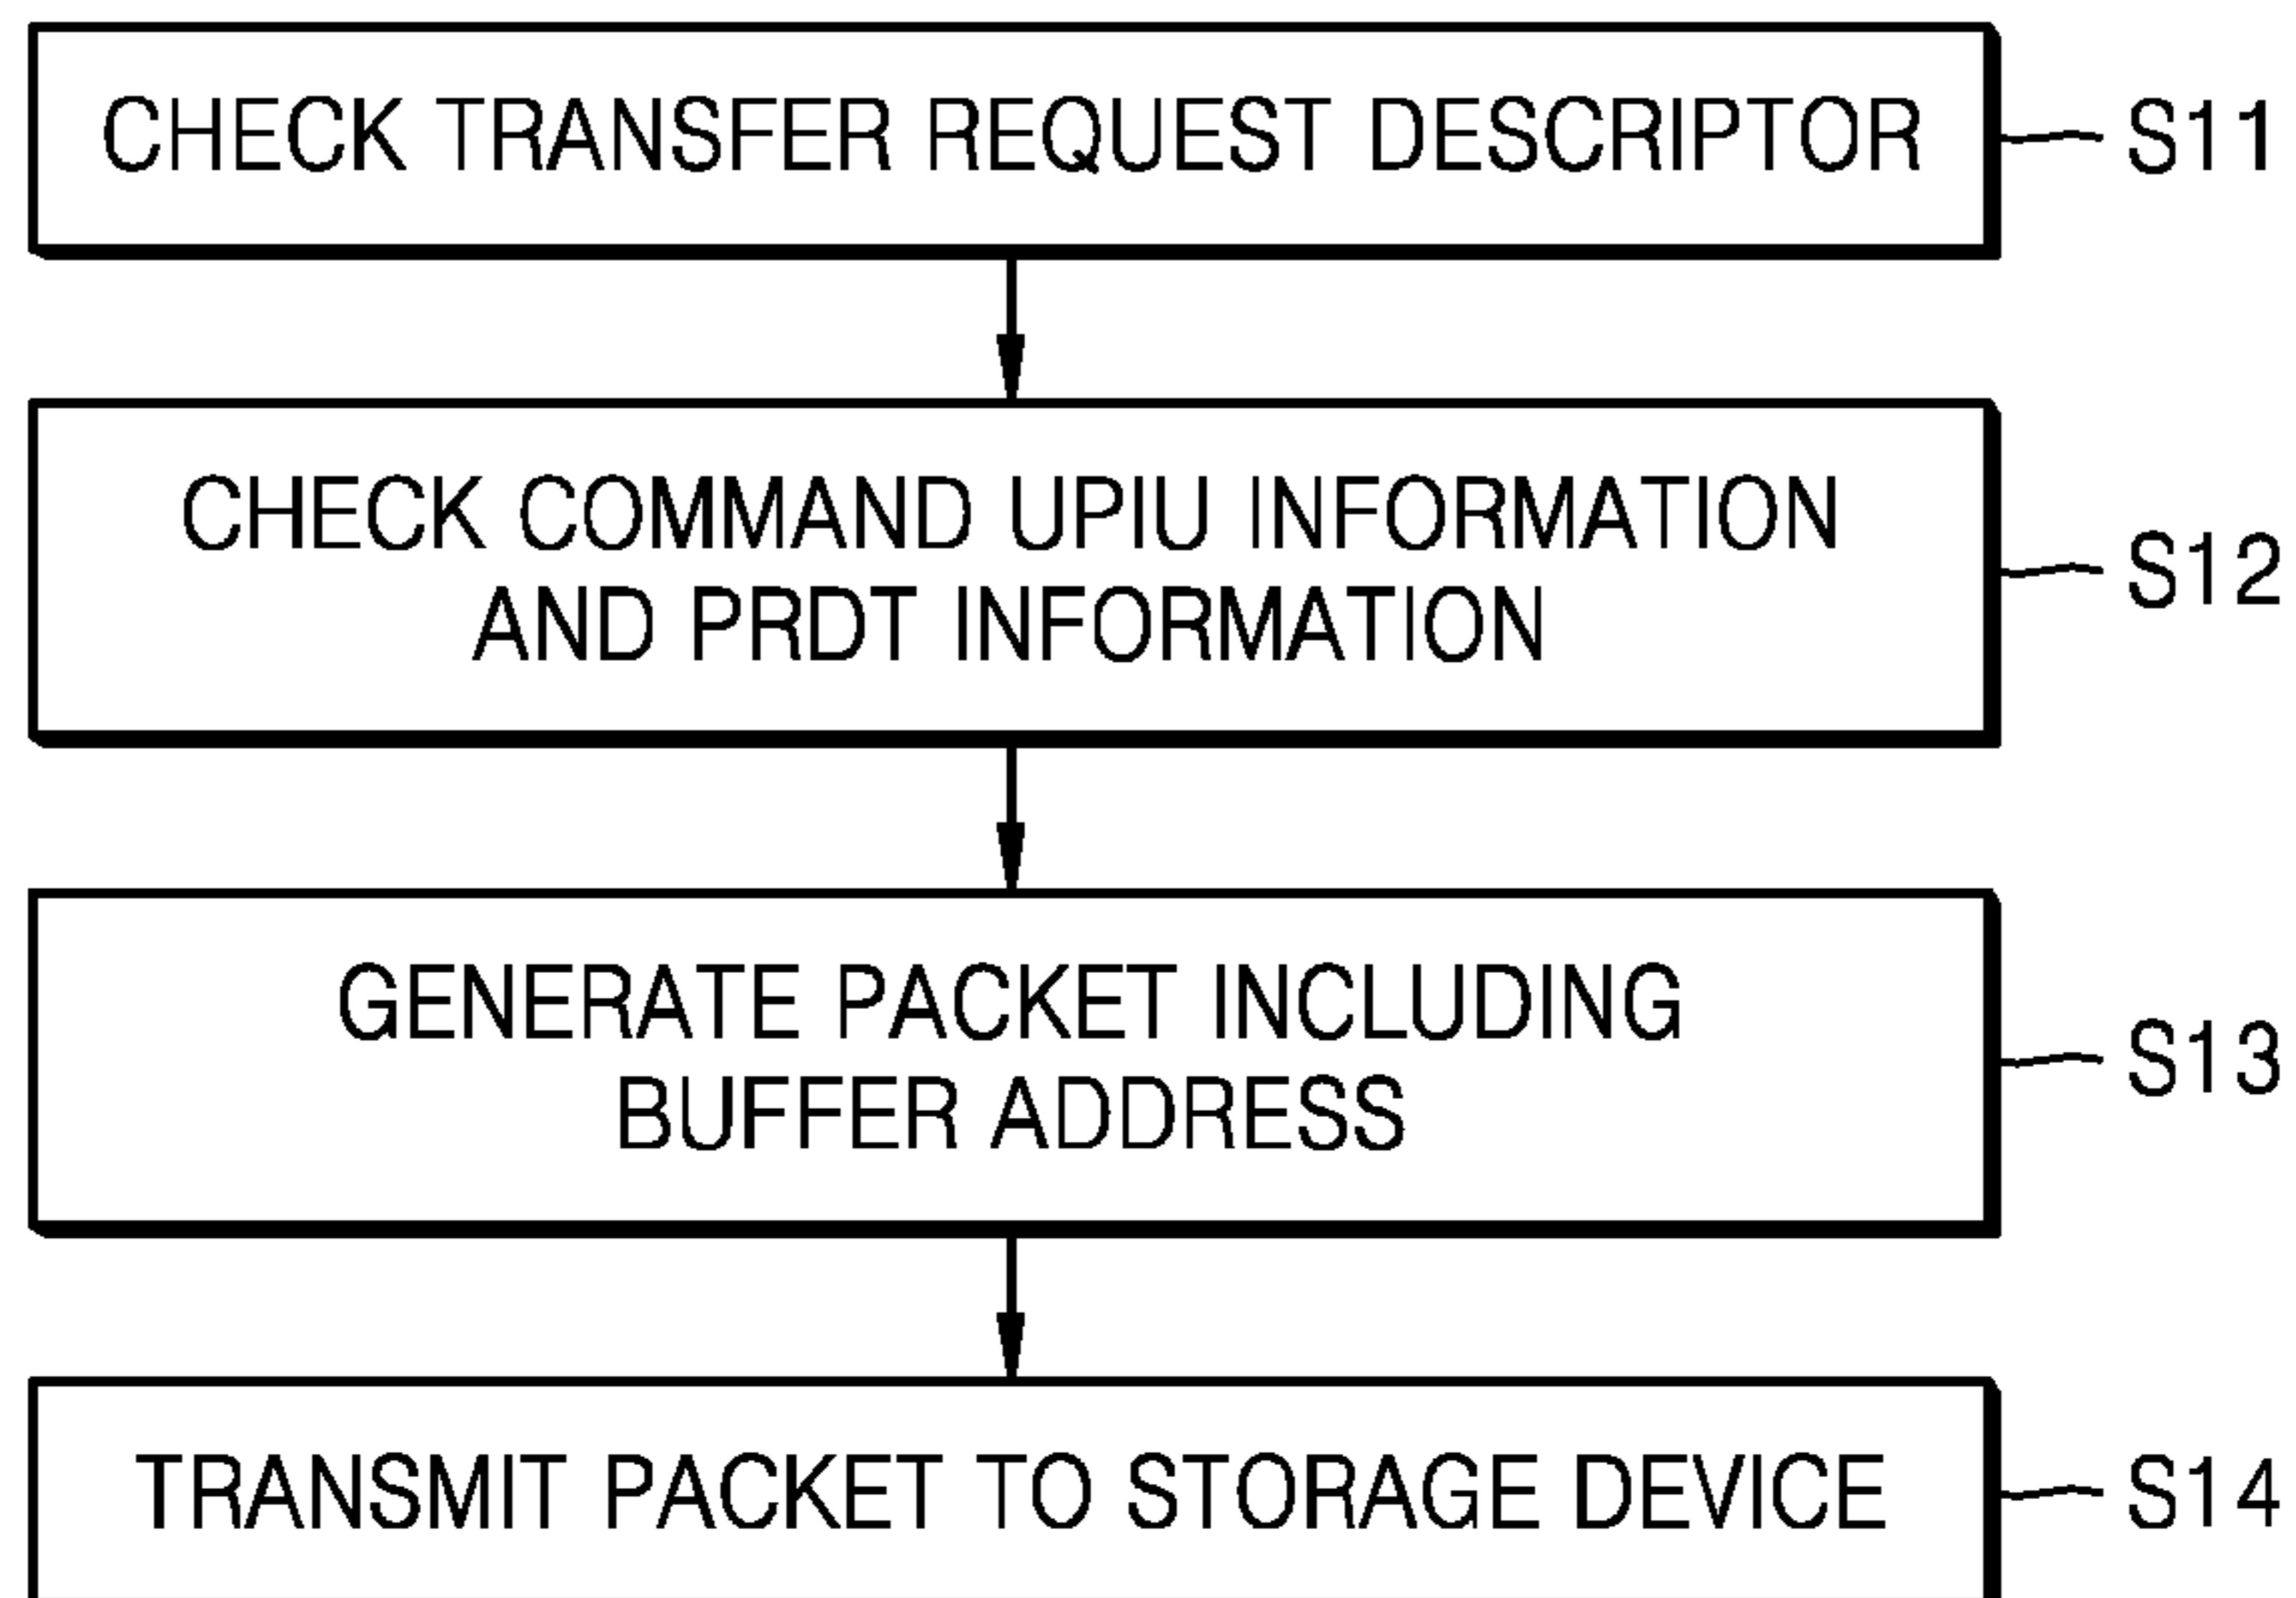 CHECK TRANSFER REQUEST DESCRIPTOR
S11
CHECK COMMAND UPIU INFORMATION
AND PRDT INFORMATION
S12
GENERATE PACKET INCLUDING
BUFFER ADDRESS
S13
TRANSMIT PACKET TO STORAGE DEVICE
S14